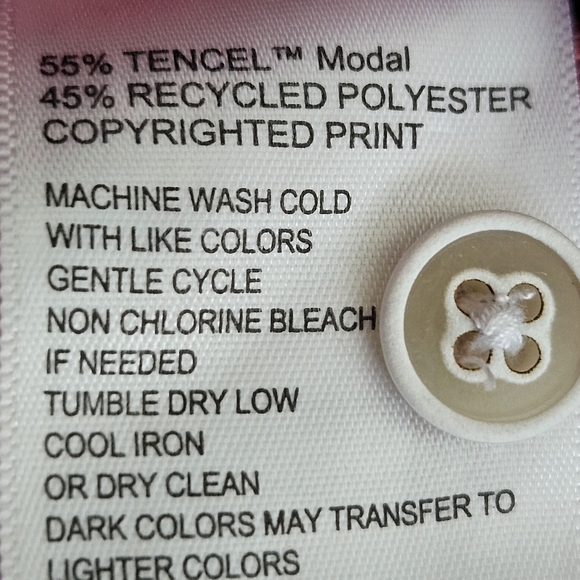 55% TENCEL™ Modal
45% RECYCLED POLYESTER
COPYRIGHTED PRINT
MACHINE WASH COLD
WITH LIKE COLORS
GENTLE CYCLE
NON CHLORINE BLEACH
IF NEEDED
TUMBLE DRY LOW
COOL IRON
OR DRY CLEAN
DARK COLORS MAY TRANSFER TO
LIGHTER COLORS